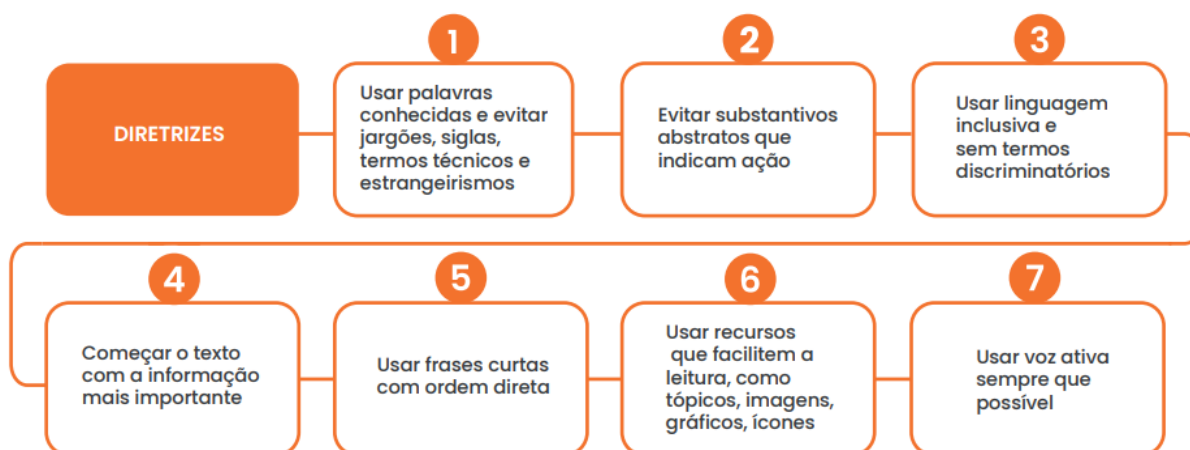 DIRETRIZES
1
Usar palavras
conhecidas e evitar
jargões, siglas,
termos técnicos e
estrangeirismos
2
Evitar substantivos
abstratos que
indicam ação
3
Usar linguagem
inclusiva e
sem termos
discriminatórios
4
Começar o texto
com a informação
mais importante
5
Usar frases curtas
com ordem direta
6
Usar recursos
que facilitem a
leitura, como
tópicos, imagens,
gráficos, ícones
7
Usar voz ativa
sempre que
possível